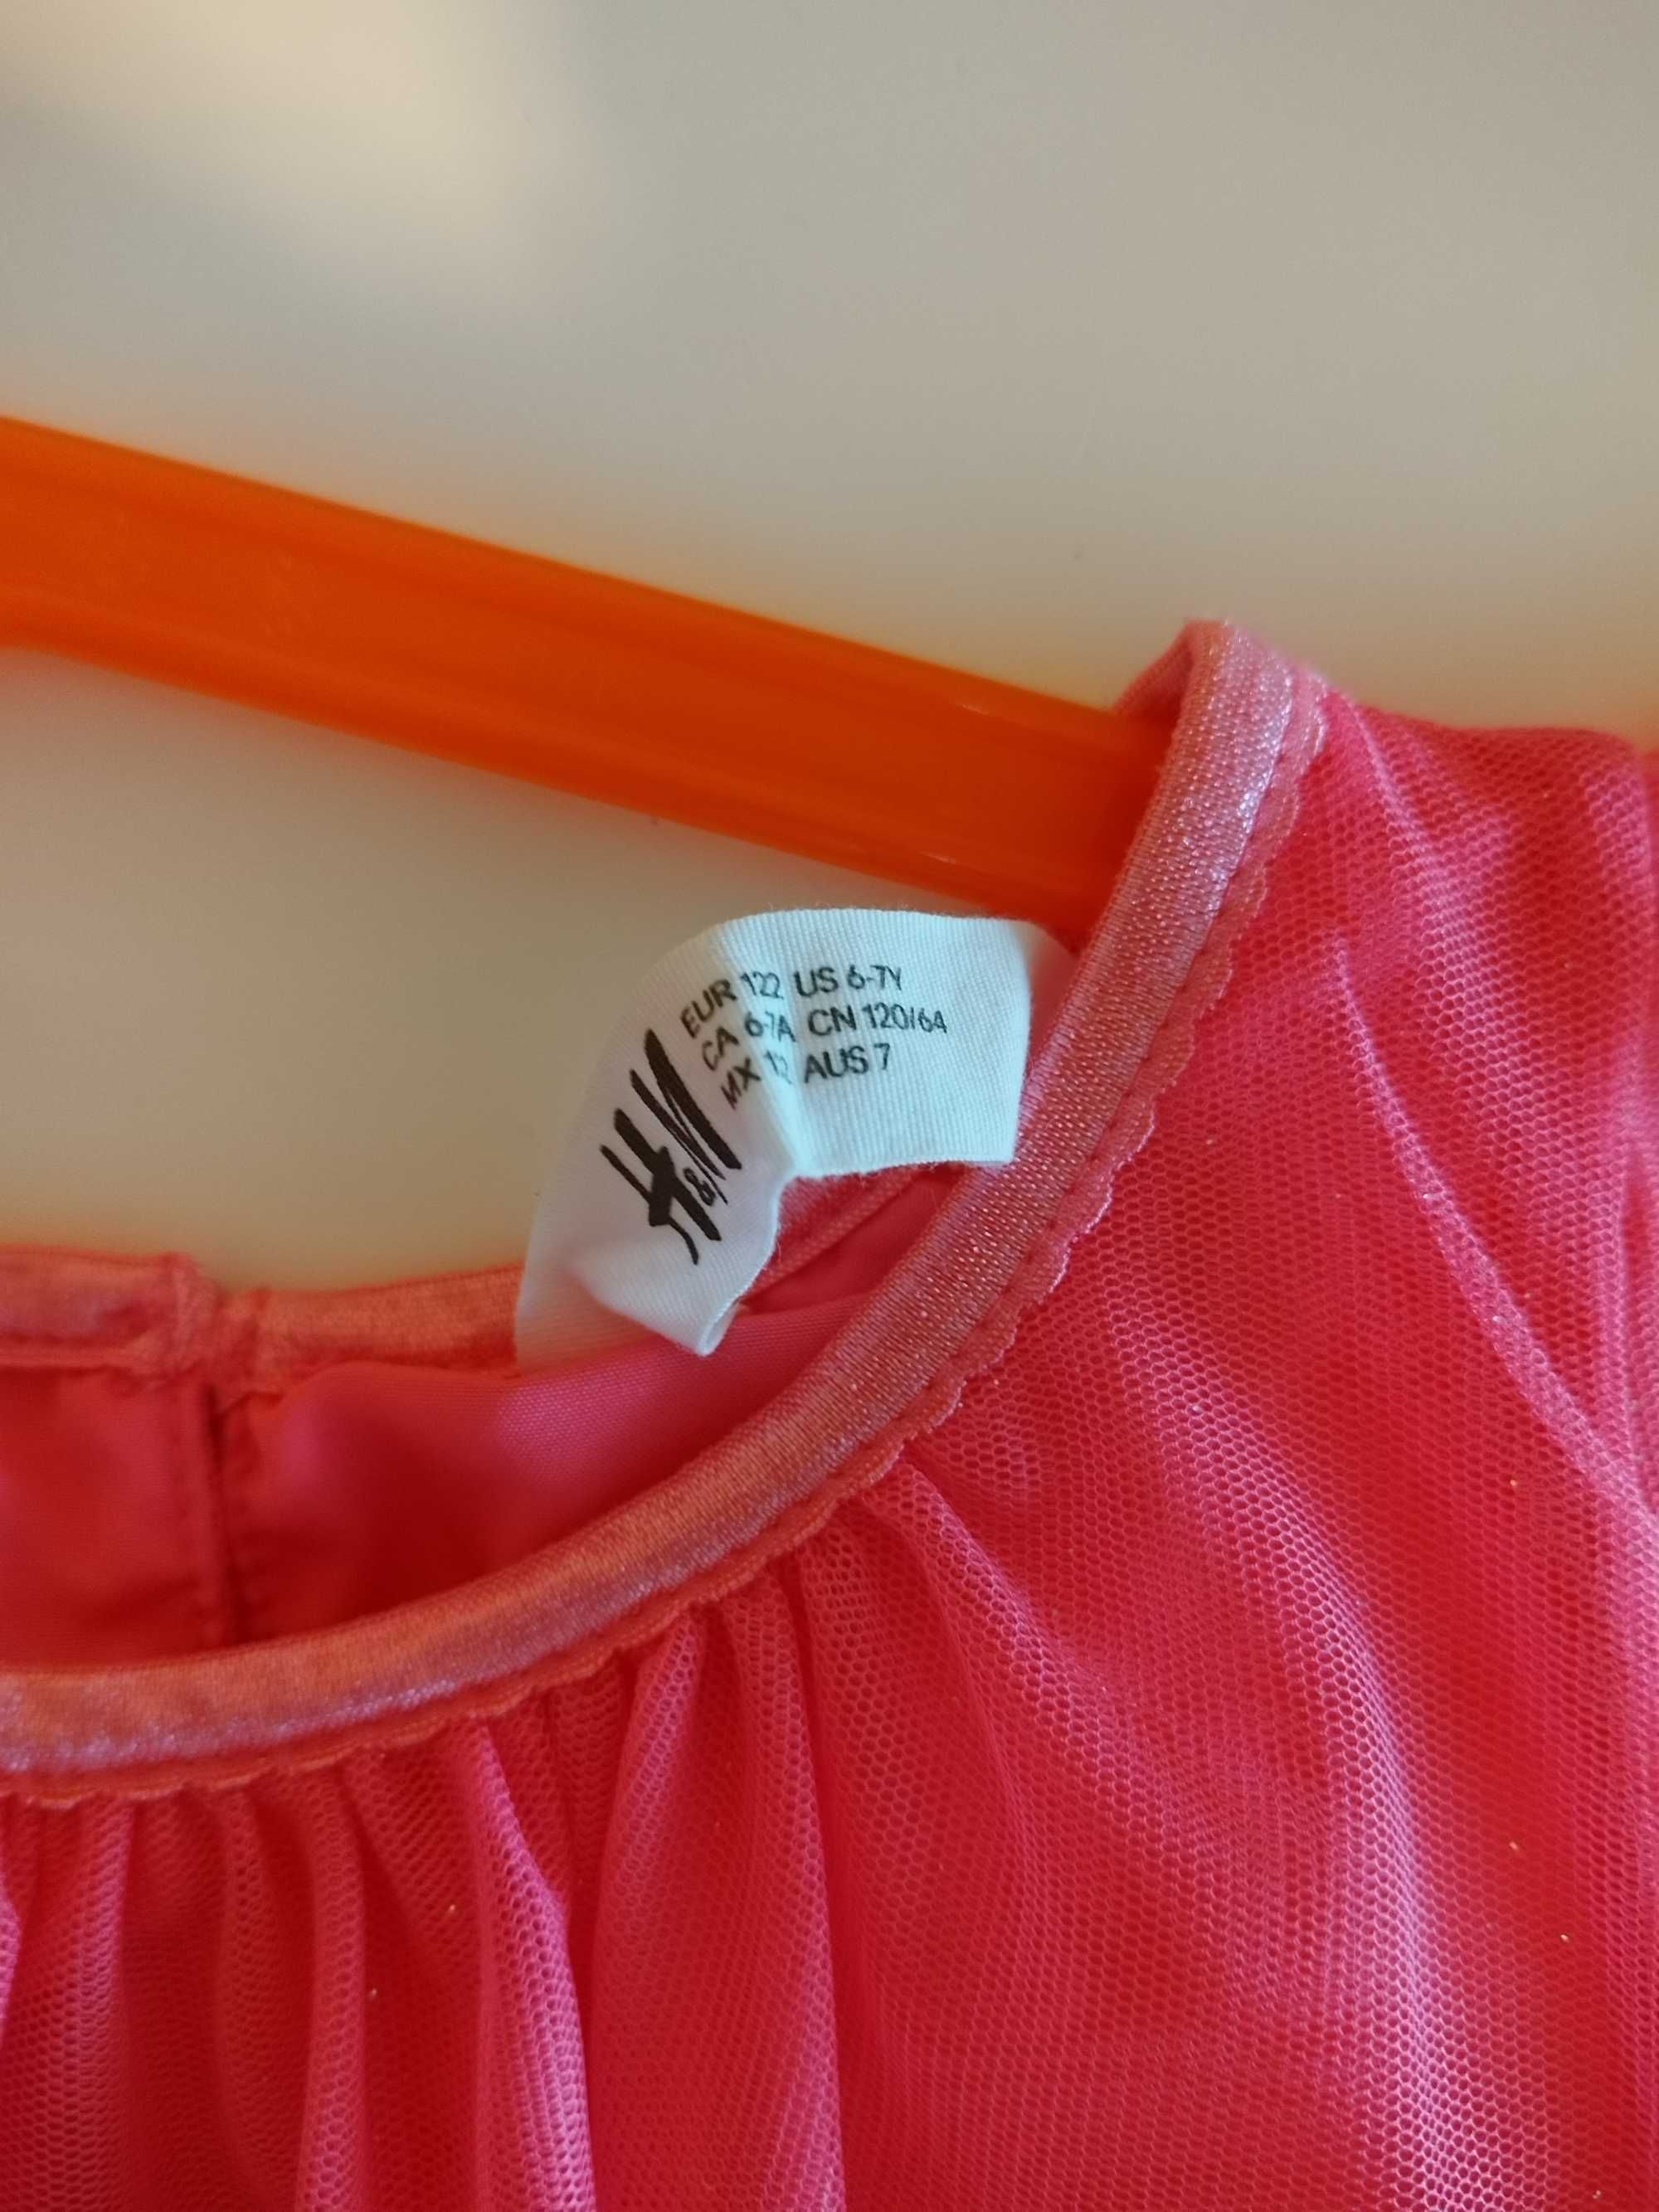 EUR 122 US 6-7Y
CA 6-7A CN 120/64
MX 12 AUS 7
H&M